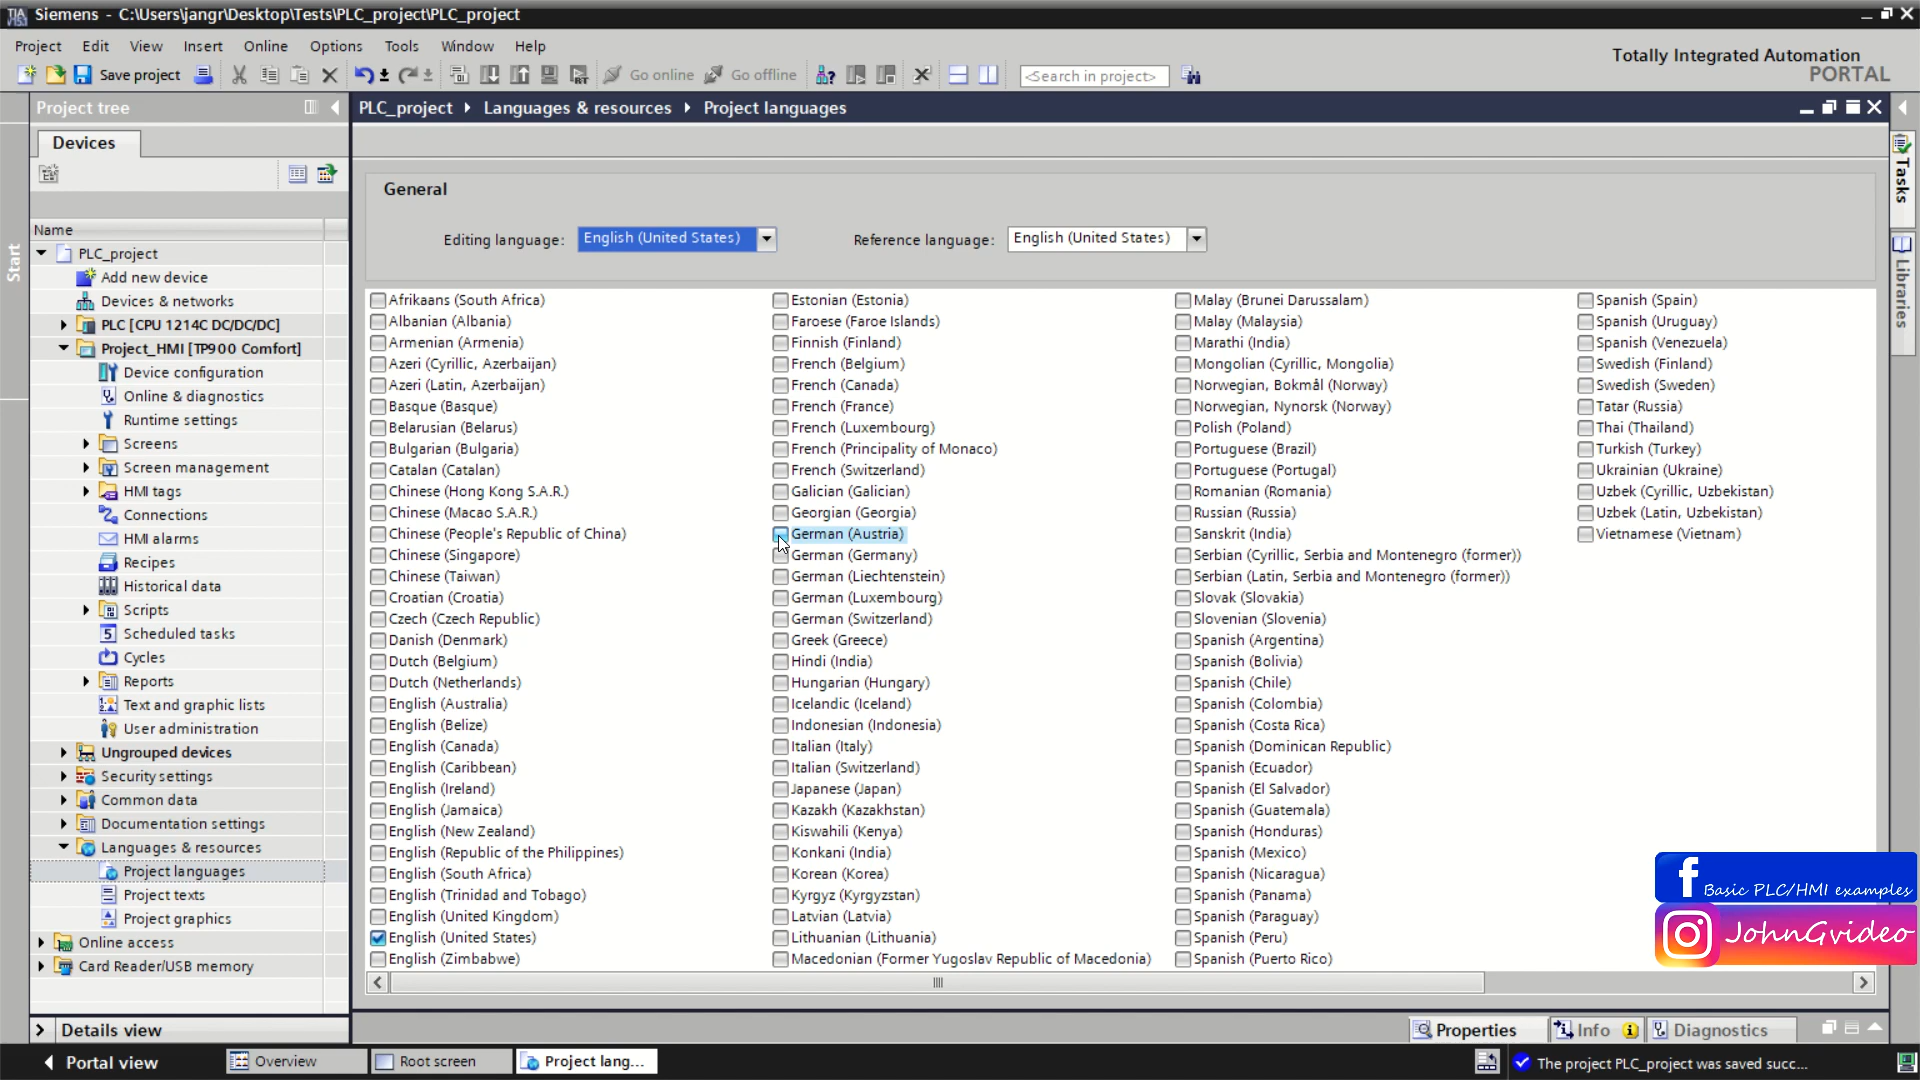 Siemens - C:\Users\jangr\Desktop\Tests\PLC_project\PLC_project
Project Edit View Insert Online Options Tools Window Help
Totally Integrated Automation
PORTAL
Save project
Go online
Go offline
<Search in project>
Project tree
PLC_project Languages & resources Project languages
Devices
Start
Tasks
Libraries
General
Editing language: English (United States)
Reference language: English (United States)
Name
PLC_project
Add new device
Devices & networks
PLC [CPU 1214C DC/DC/DC]
Project_HMI [TP900 Comfort]
Device configuration
Online & diagnostics
Runtime settings
Screens
Screen management
HMI tags
Connections
HMI alarms
Recipes
Historical data
Scripts
Scheduled tasks
Cycles
Reports
Text and graphic lists
User administration
Ungrouped devices
Security settings
Common data
Documentation settings
Languages & resources
Project languages
Project texts
Project graphics
Online access
Card Reader/USB memory
Afrikaans (South Africa)
Albanian (Albania)
Armenian (Armenia)
Azeri (Cyrillic, Azerbaijan)
Azeri (Latin, Azerbaijan)
Basque (Basque)
Belarusian (Belarus)
Bulgarian (Bulgaria)
Catalan (Catalan)
Chinese (Hong Kong S.A.R.)
Chinese (Macao S.A.R.)
Chinese (People's Republic of China)
Chinese (Singapore)
Chinese (Taiwan)
Croatian (Croatia)
Czech (Czech Republic)
Danish (Denmark)
Dutch (Belgium)
Dutch (Netherlands)
English (Australia)
English (Belize)
English (Canada)
English (Caribbean)
English (Ireland)
English (Jamaica)
English (New Zealand)
English (Republic of the Philippines)
English (South Africa)
English (Trinidad and Tobago)
English (United Kingdom)
English (United States)
English (Zimbabwe)
Estonian (Estonia)
Faroese (Faroe Islands)
Finnish (Finland)
French (Belgium)
French (Canada)
French (France)
French (Luxembourg)
French (Principality of Monaco)
French (Switzerland)
Galician (Galician)
Georgian (Georgia)
German (Austria)
German (Germany)
German (Liechtenstein)
German (Luxembourg)
German (Switzerland)
Greek (Greece)
Hindi (India)
Hungarian (Hungary)
Icelandic (Iceland)
Indonesian (Indonesia)
Italian (Italy)
Italian (Switzerland)
Japanese (Japan)
Kazakh (Kazakhstan)
Kiswahili (Kenya)
Konkani (India)
Korean (Korea)
Kyrgyz (Kyrgyzstan)
Latvian (Latvia)
Lithuanian (Lithuania)
Macedonian (Former Yugoslav Republic of Macedonia)
Malay (Brunei Darussalam)
Malay (Malaysia)
Marathi (India)
Mongolian (Cyrillic, Mongolia)
Norwegian, Bokmål (Norway)
Norwegian, Nynorsk (Norway)
Polish (Poland)
Portuguese (Brazil)
Portuguese (Portugal)
Romanian (Romania)
Russian (Russia)
Sanskrit (India)
Serbian (Cyrillic, Serbia and Montenegro (former))
Serbian (Latin, Serbia and Montenegro (former))
Slovak (Slovakia)
Slovenian (Slovenia)
Spanish (Argentina)
Spanish (Bolivia)
Spanish (Chile)
Spanish (Colombia)
Spanish (Costa Rica)
Spanish (Dominican Republic)
Spanish (Ecuador)
Spanish (El Salvador)
Spanish (Guatemala)
Spanish (Honduras)
Spanish (Mexico)
Spanish (Nicaragua)
Spanish (Panama)
Spanish (Paraguay)
Spanish (Peru)
Spanish (Puerto Rico)
Spanish (Spain)
Spanish (Uruguay)
Spanish (Venezuela)
Swedish (Finland)
Swedish (Sweden)
Tatar (Russia)
Thai (Thailand)
Turkish (Turkey)
Ukrainian (Ukraine)
Uzbek (Cyrillic, Uzbekistan)
Uzbek (Latin, Uzbekistan)
Vietnamese (Vietnam)
Basic PLC/HMI examples
JohnGvideo
Details view
Properties Info Diagnostics
Portal view Overview Root screen Project lang...
The project PLC_project was saved succ...